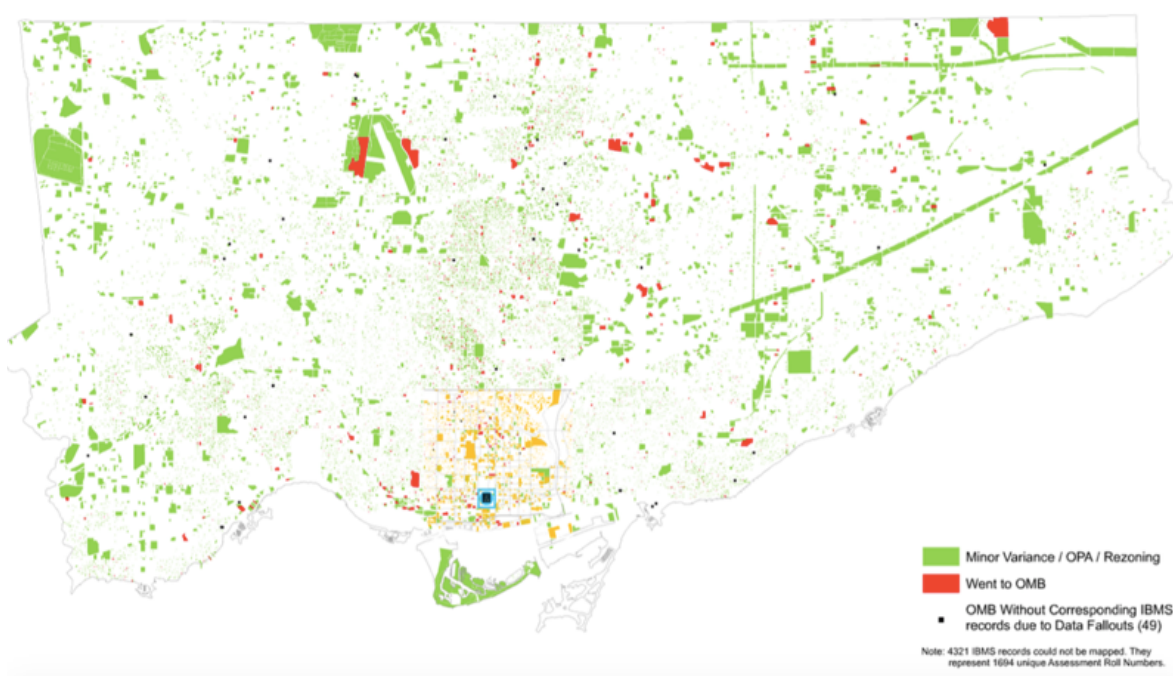 Minor Variance / OPA / Rezoning
Went to OMB
OMB Without Corresponding IBMS
records due to Data Fallouts (49)
Note: 4321 IBMS records could not be mapped. They
represent 1694 unique Assessment Roll Numbers.